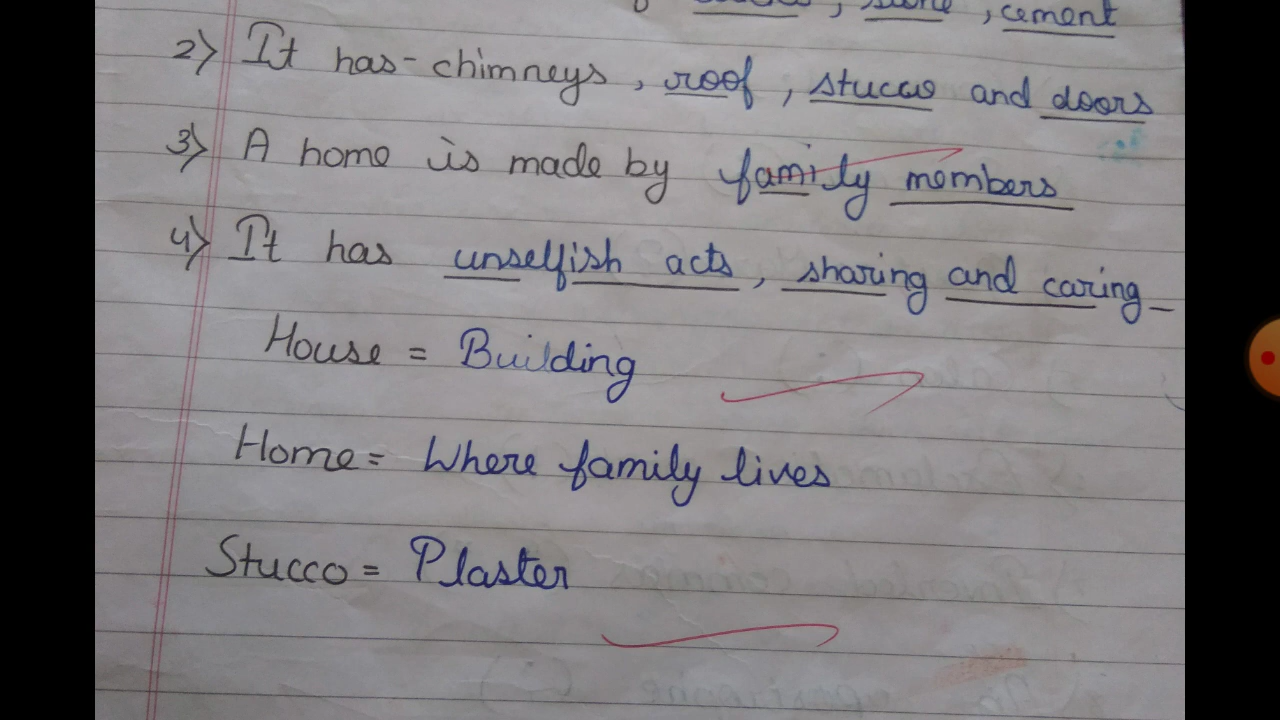 , stone , cement
2) It has - chimneys , roof , stucco and doors
3) A home is made by family members
4) It has unselfish acts , sharing and caring
House = Building
Home = Where family lives
Stucco = Plaster